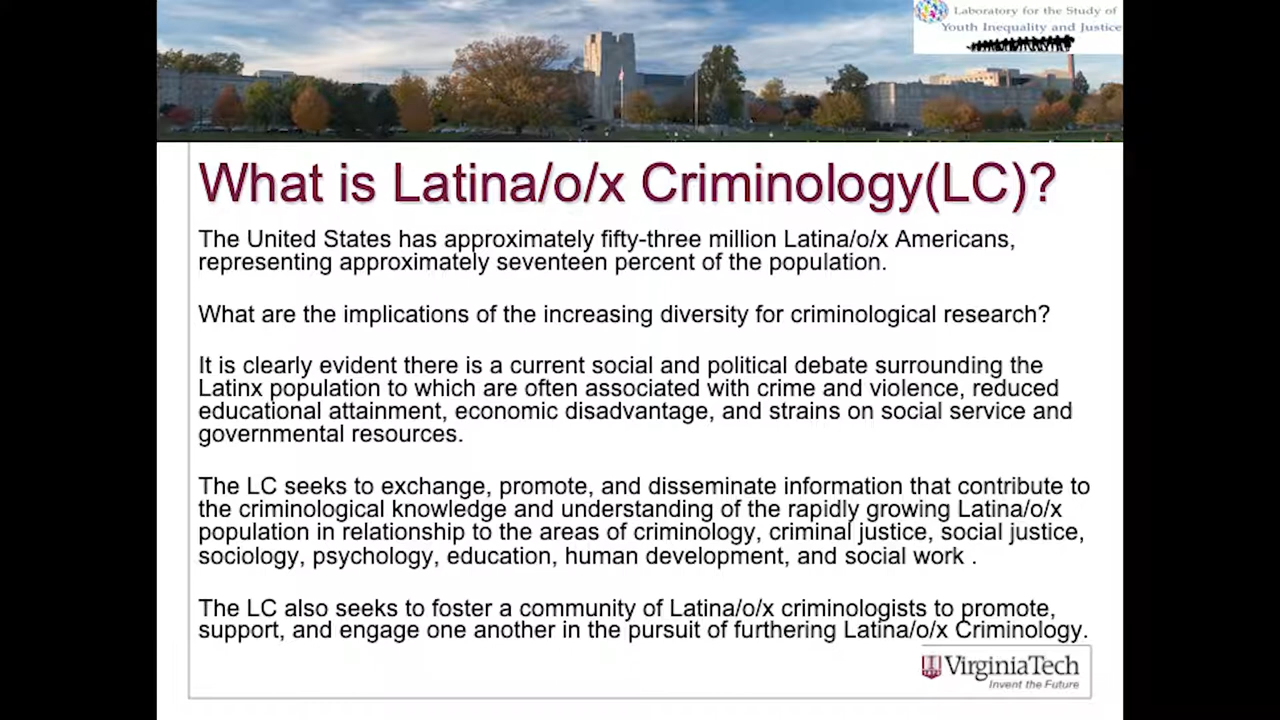 Laboratory for the Study of
Youth Inequality and Justice
What is Latina/o/x Criminology(LC)?
The United States has approximately fifty-three million Latina/o/x Americans,
representing approximately seventeen percent of the population.
What are the implications of the increasing diversity for criminological research?
It is clearly evident there is a current social and political debate surrounding the
Latinx population to which are often associated with crime and violence, reduced
educational attainment, economic disadvantage, and strains on social service and
governmental resources.
The LC seeks to exchange, promote, and disseminate information that contribute to
the criminological knowledge and understanding of the rapidly growing Latina/o/x
population in relationship to the areas of criminology, criminal justice, social justice,
sociology, psychology, education, human development, and social work .
The LC also seeks to foster a community of Latina/o/x criminologists to promote,
support, and engage one another in the pursuit of furthering Latina/o/x Criminology.
VirginiaTech
Invent the Future